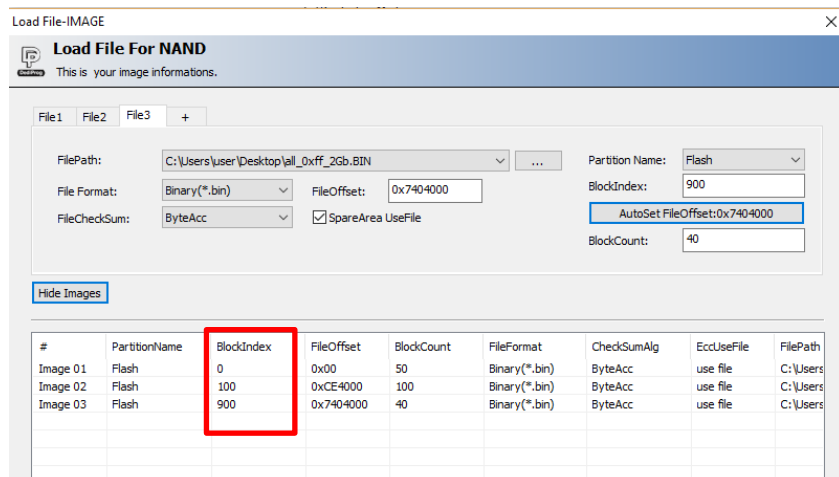 Load File-IMAGE
Load File For NAND
This is your image informations.
File1 File2 File3 +
FilePath: C:\Users\user\Desktop\all_0xff_2Gb.BIN ... Partition Name: Flash
File Format: Binary(*.bin) FileOffset: 0x7404000 BlockIndex: 900
FileCheckSum: ByteAcc SpareArea UseFile AutoSet FileOffset:0x7404000
BlockCount: 40
Hide Images
# PartitionName BlockIndex FileOffset BlockCount FileFormat CheckSumAlg EccUseFile FilePath
Image 01 Flash 0 0x00 50 Binary(*.bin) ByteAcc use file C:\Users
Image 02 Flash 100 0xCE4000 100 Binary(*.bin) ByteAcc use file C:\Users
Image 03 Flash 900 0x7404000 40 Binary(*.bin) ByteAcc use file C:\Users